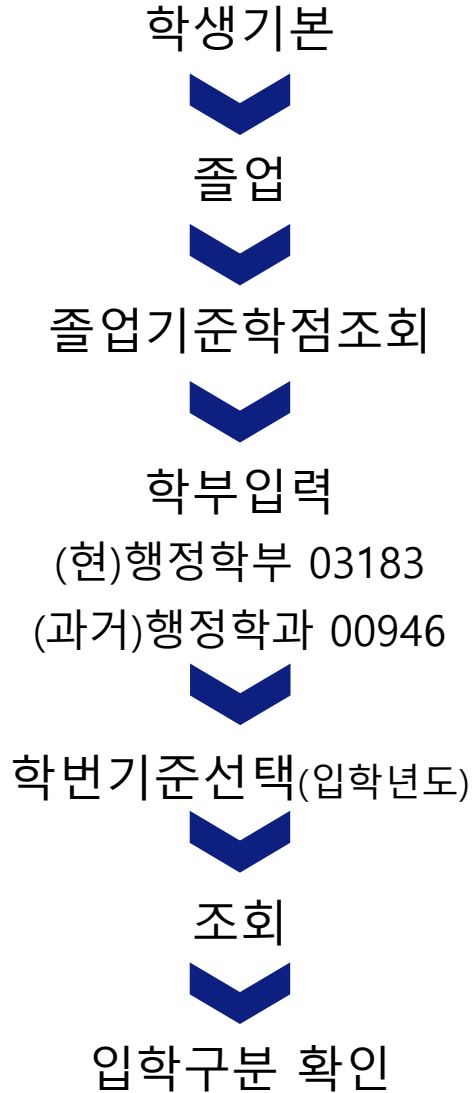 학생기본
졸업
졸업기준학점조회
학부입력
(현)행정학부 03183
(과거)행정학과 00946
학번기준선택(입학년도)
조회
입학구분 확인